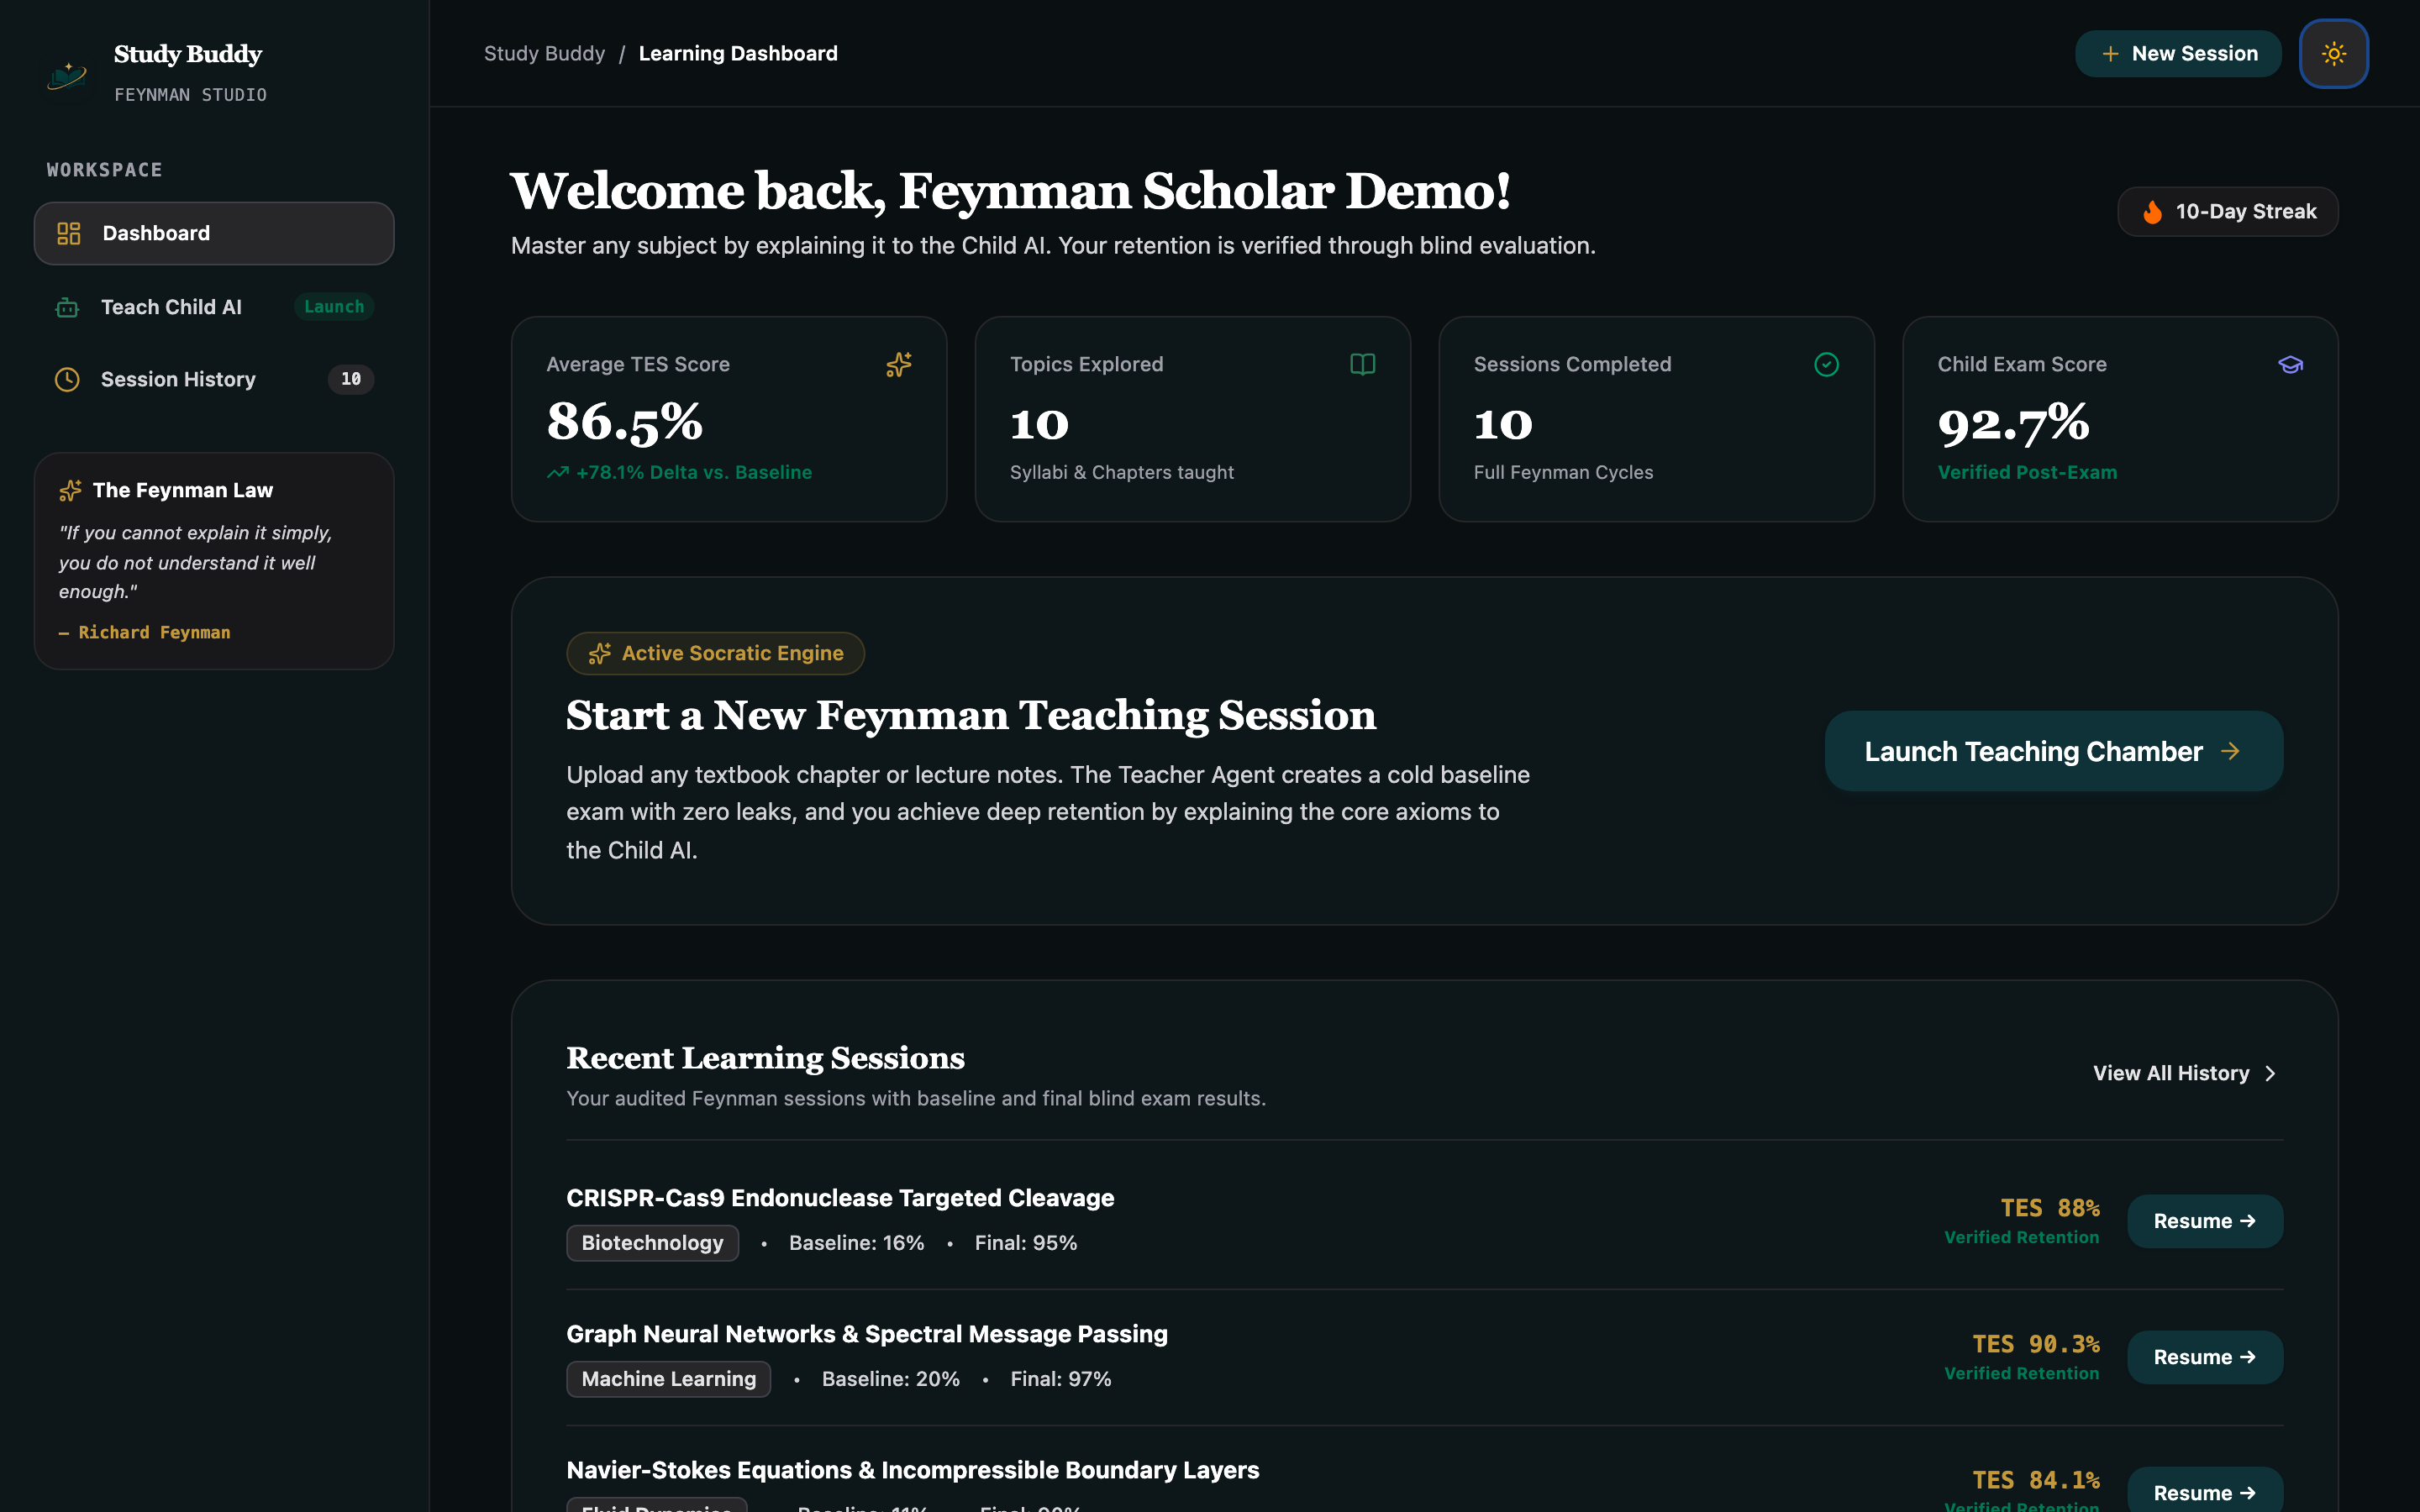 Study Buddy
FEYNMAN STUDIO
WORKSPACE
Dashboard
Teach Child AI
Launch
Session History
10
The Feynman Law
"If you cannot explain it simply,
you do not understand it well
enough."
— Richard Feynman
Study Buddy / Learning Dashboard
+ New Session
Welcome back, Feynman Scholar Demo!
Master any subject by explaining it to the Child AI. Your retention is verified through blind evaluation.
10-Day Streak
Average TES Score
86.5%
+78.1% Delta vs. Baseline
Topics Explored
10
Syllabi & Chapters taught
Sessions Completed
10
Full Feynman Cycles
Child Exam Score
92.7%
Verified Post-Exam
Active Socratic Engine
Start a New Feynman Teaching Session
Upload any textbook chapter or lecture notes. The Teacher Agent creates a cold baseline
exam with zero leaks, and you achieve deep retention by explaining the core axioms to
the Child AI.
Launch Teaching Chamber →
Recent Learning Sessions
Your audited Feynman sessions with baseline and final blind exam results.
View All History
CRISPR-Cas9 Endonuclease Targeted Cleavage
Biotechnology • Baseline: 16% • Final: 95%
TES 88%
Verified Retention
Resume →
Graph Neural Networks & Spectral Message Passing
Machine Learning • Baseline: 20% • Final: 97%
TES 90.3%
Verified Retention
Resume →
Navier-Stokes Equations & Incompressible Boundary Layers
Fluid Dynamics Baseline: 11% Final: 90%
TES 84.1%
Verified Retention
Resume →